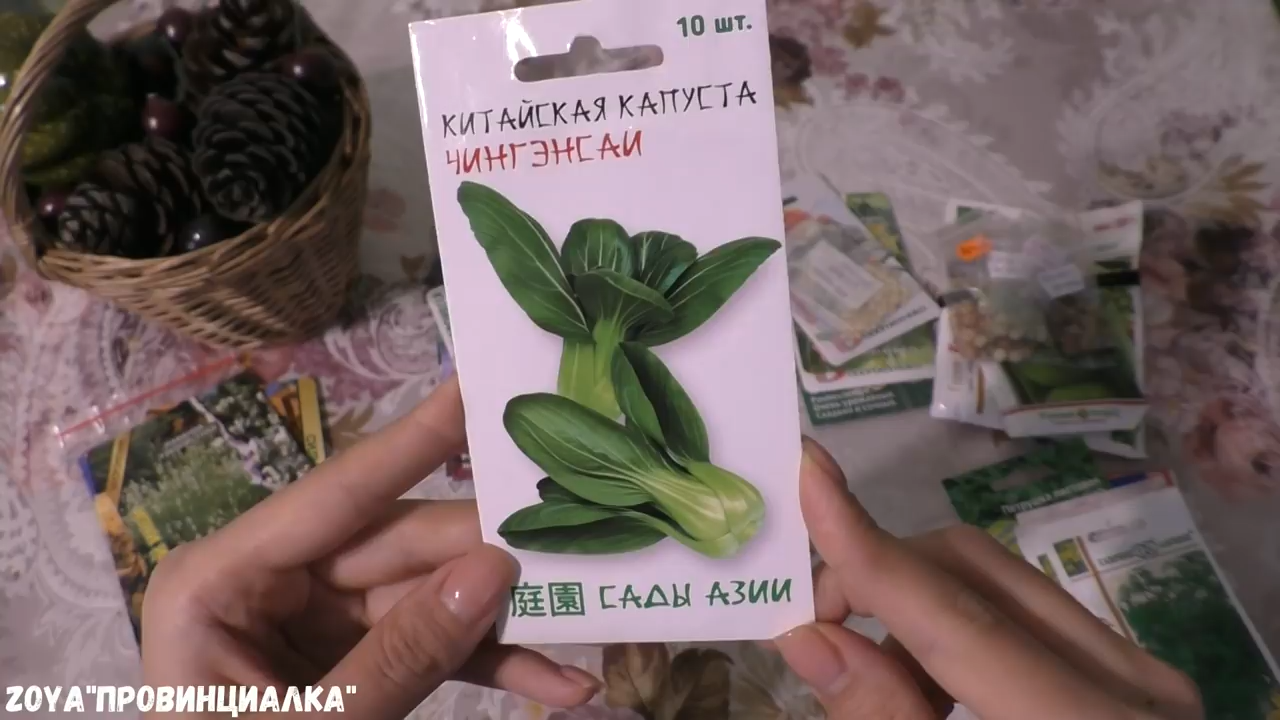 10 шт.
КИТАЙСКАЯ КАПУСТА
ЧИНГЭНСАЙ
庭園 САДЫ АЗИИ
ZOYA"ПРОВИНЦИАЛКА"